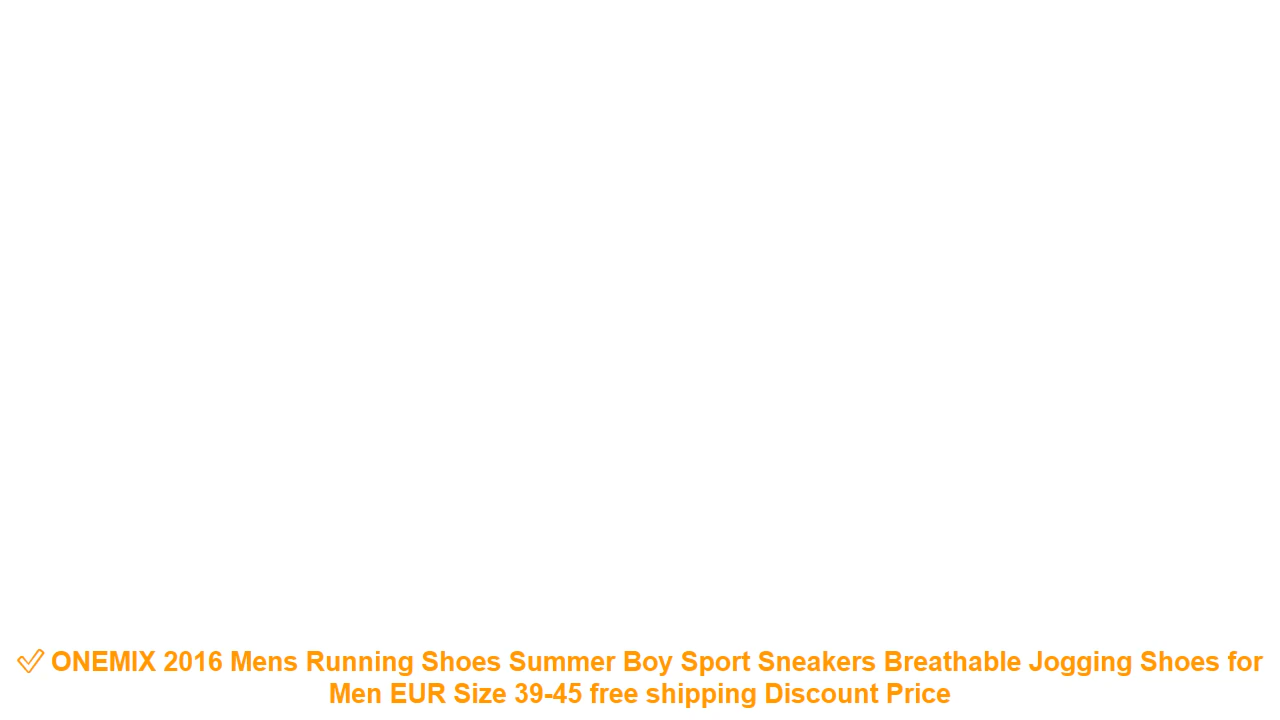 ✅ ONEMIX 2016 Mens Running Shoes Summer Boy Sport Sneakers Breathable Jogging Shoes for
Men EUR Size 39-45 free shipping Discount Price